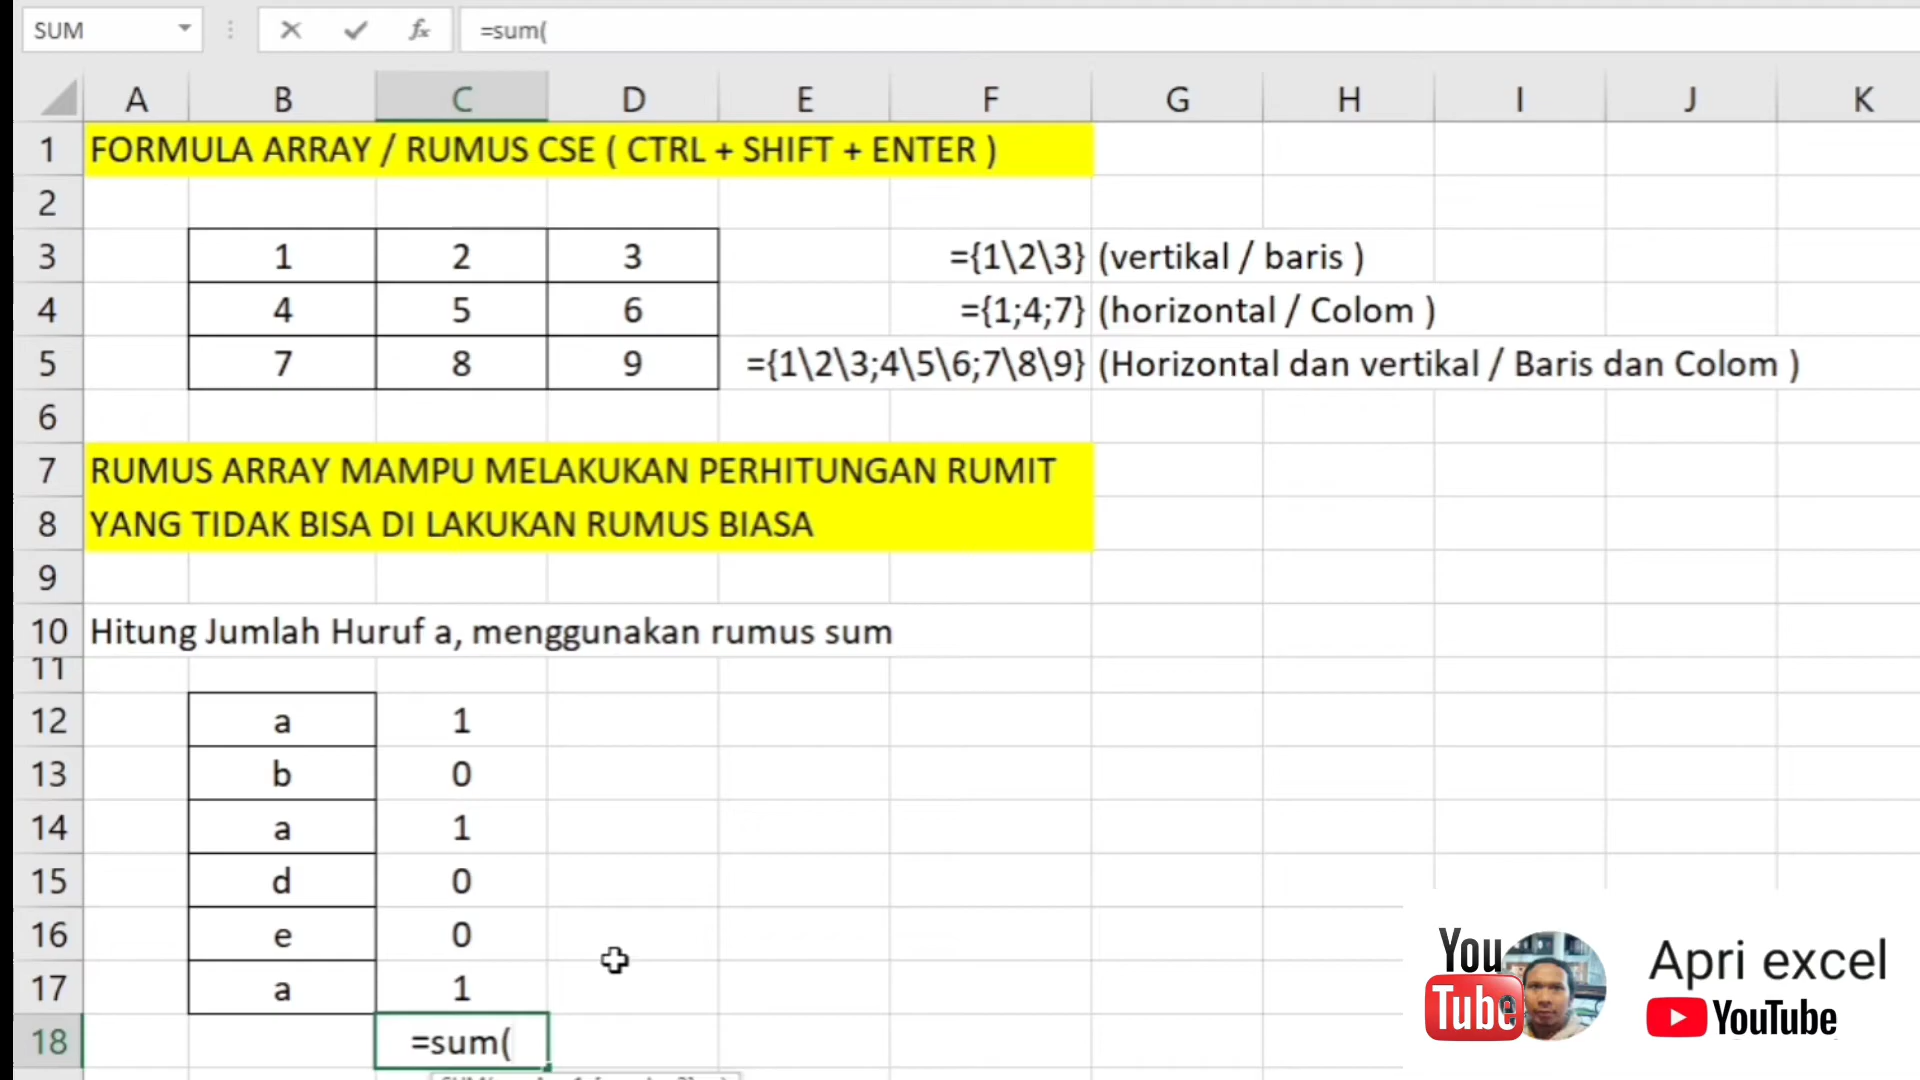 SUM
fx
=sum(
A B C D E F G H I J K
1 FORMULA ARRAY / RUMUS CSE ( CTRL + SHIFT + ENTER )
2
3 1 2 3 ={1\2\3} (vertikal / baris )
4 4 5 6 ={1;4;7} (horizontal / Colom )
5 7 8 9 ={1\2\3;4\5\6;7\8\9} (Horizontal dan vertikal / Baris dan Colom )
6
7 RUMUS ARRAY MAMPU MELAKUKAN PERHITUNGAN RUMIT
8 YANG TIDAK BISA DI LAKUKAN RUMUS BIASA
9
10 Hitung Jumlah Huruf a, menggunakan rumus sum
11
12 a 1
13 b 0
14 a 1
15 d 0
16 e 0
17 a 1
18 =sum(
You
Tube
Apri excel
YouTube